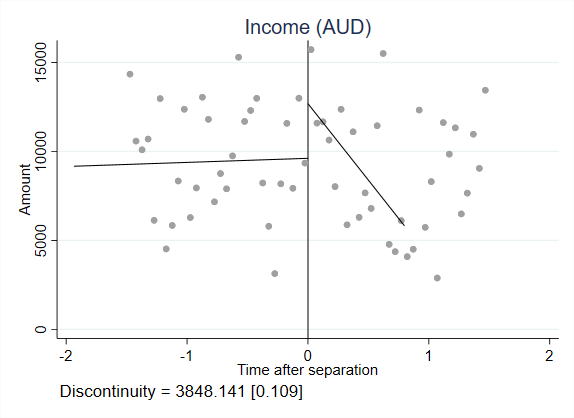 Income (AUD)
15000
10000
5000
0
Amount
-2
-1
0
1
2
Time after separation
Discontinuity = 3848.141 [0.109]